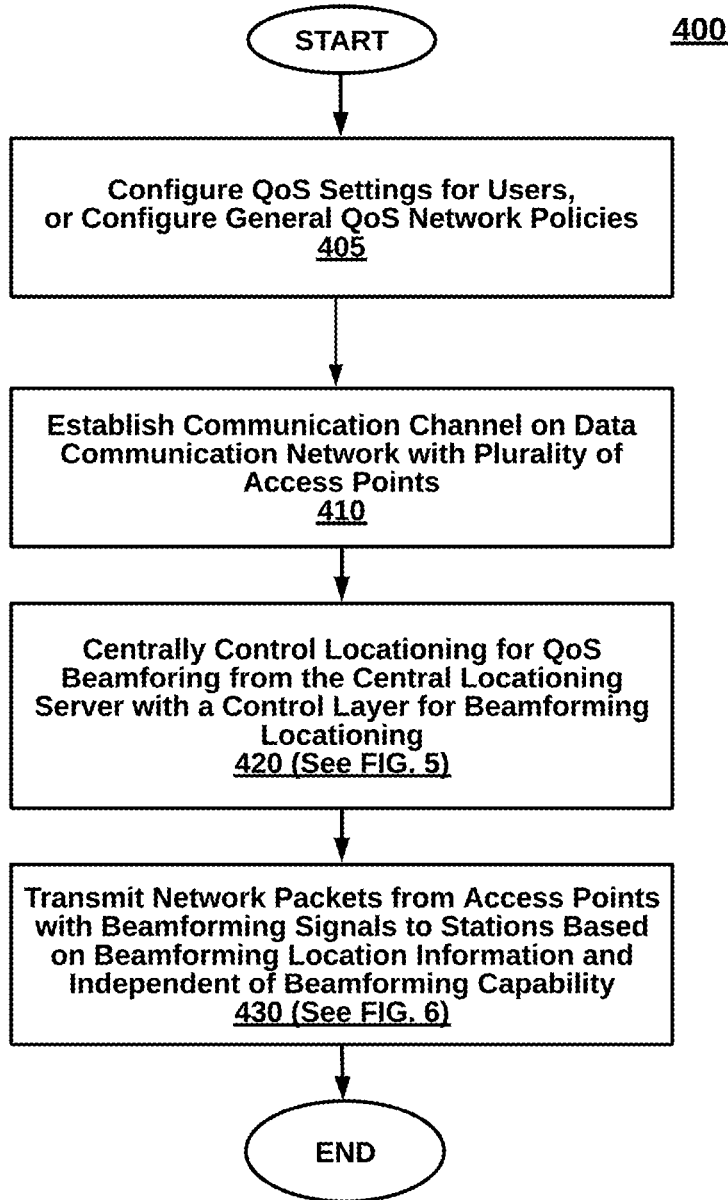 START
400
Configure QoS Settings for Users,
or Configure General QoS Network Policies
405
Establish Communication Channel on Data
Communication Network with Plurality of
Access Points
410
Centrally Control Locationing for QoS
Beamforing from the Central Locationing
Server with a Control Layer for Beamforming
Locationing
420 (See FIG. 5)
Transmit Network Packets from Access Points
with Beamforming Signals to Stations Based
on Beamforming Location Information and
Independent of Beamforming Capability
430 (See FIG. 6)
END